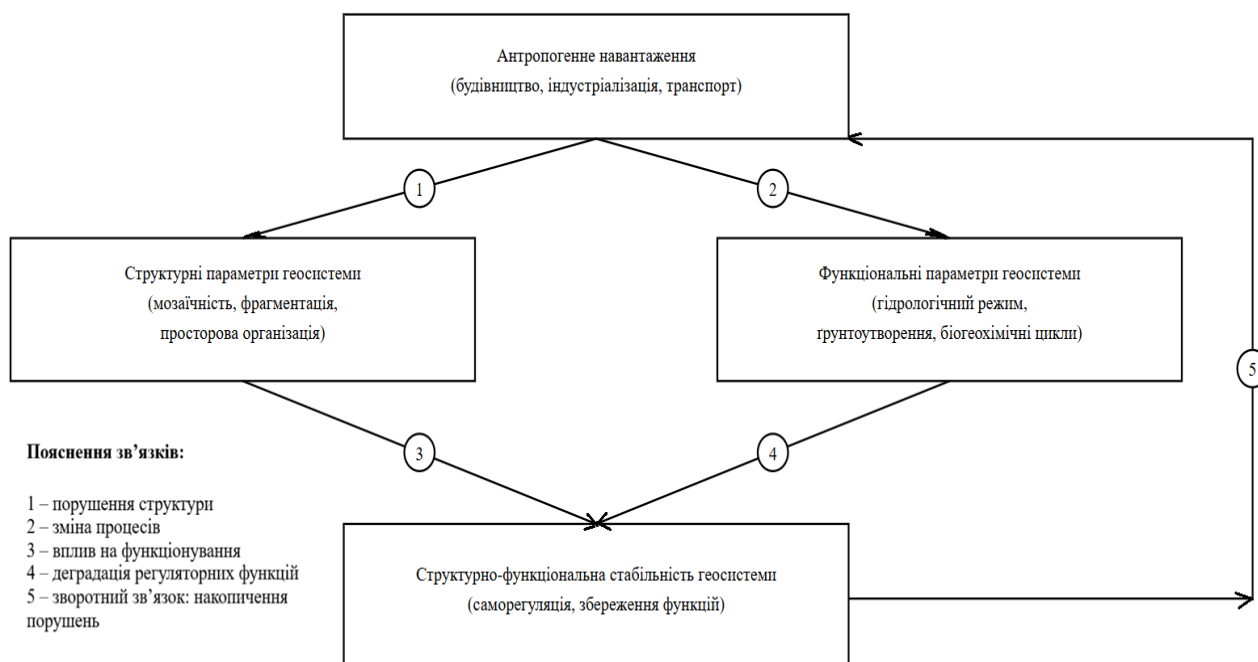 Антропогенне навантаження
(будівництво, індустріалізація, транспорт)
1
2
Структурні параметри геосистеми
(мозаїчність, фрагментація,
просторова організація)
Функціональні параметри геосистеми
(гідрологічний режим,
ґрунтоутворення, біогеохімічні цикли)
5
3
4
Пояснення зв’язків:
1 – порушення структури
2 – зміна процесів
3 – вплив на функціонування
4 – деградація регуляторних функцій
5 – зворотний зв’язок: накопичення
порушень
Структурно-функціональна стабільність геосистеми
(саморегуляція, збереження функцій)